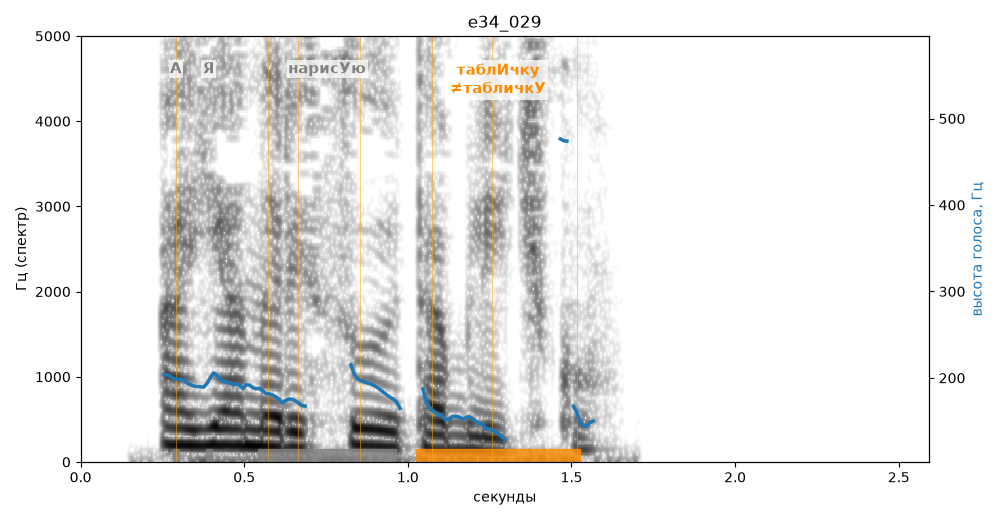 e34_029
5000
4000
3000
2000
1000
0
Гц (спектр)
А Я нарисУю таблИчку
≠табличкУ
500
400
300
200
высота голоса, Гц
0.0 0.5 1.0 1.5 2.0 2.5
секунды